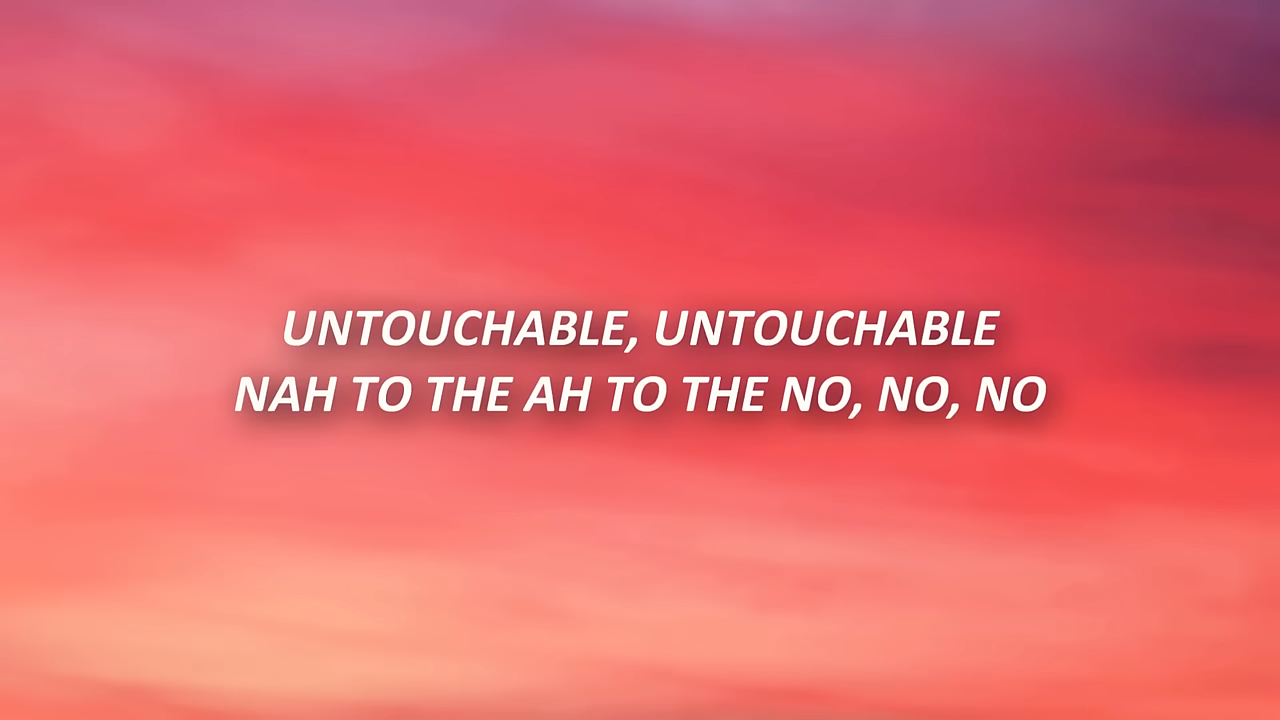 UNTOUCHABLE, UNTOUCHABLE
NAH TO THE AH TO THE NO, NO, NO